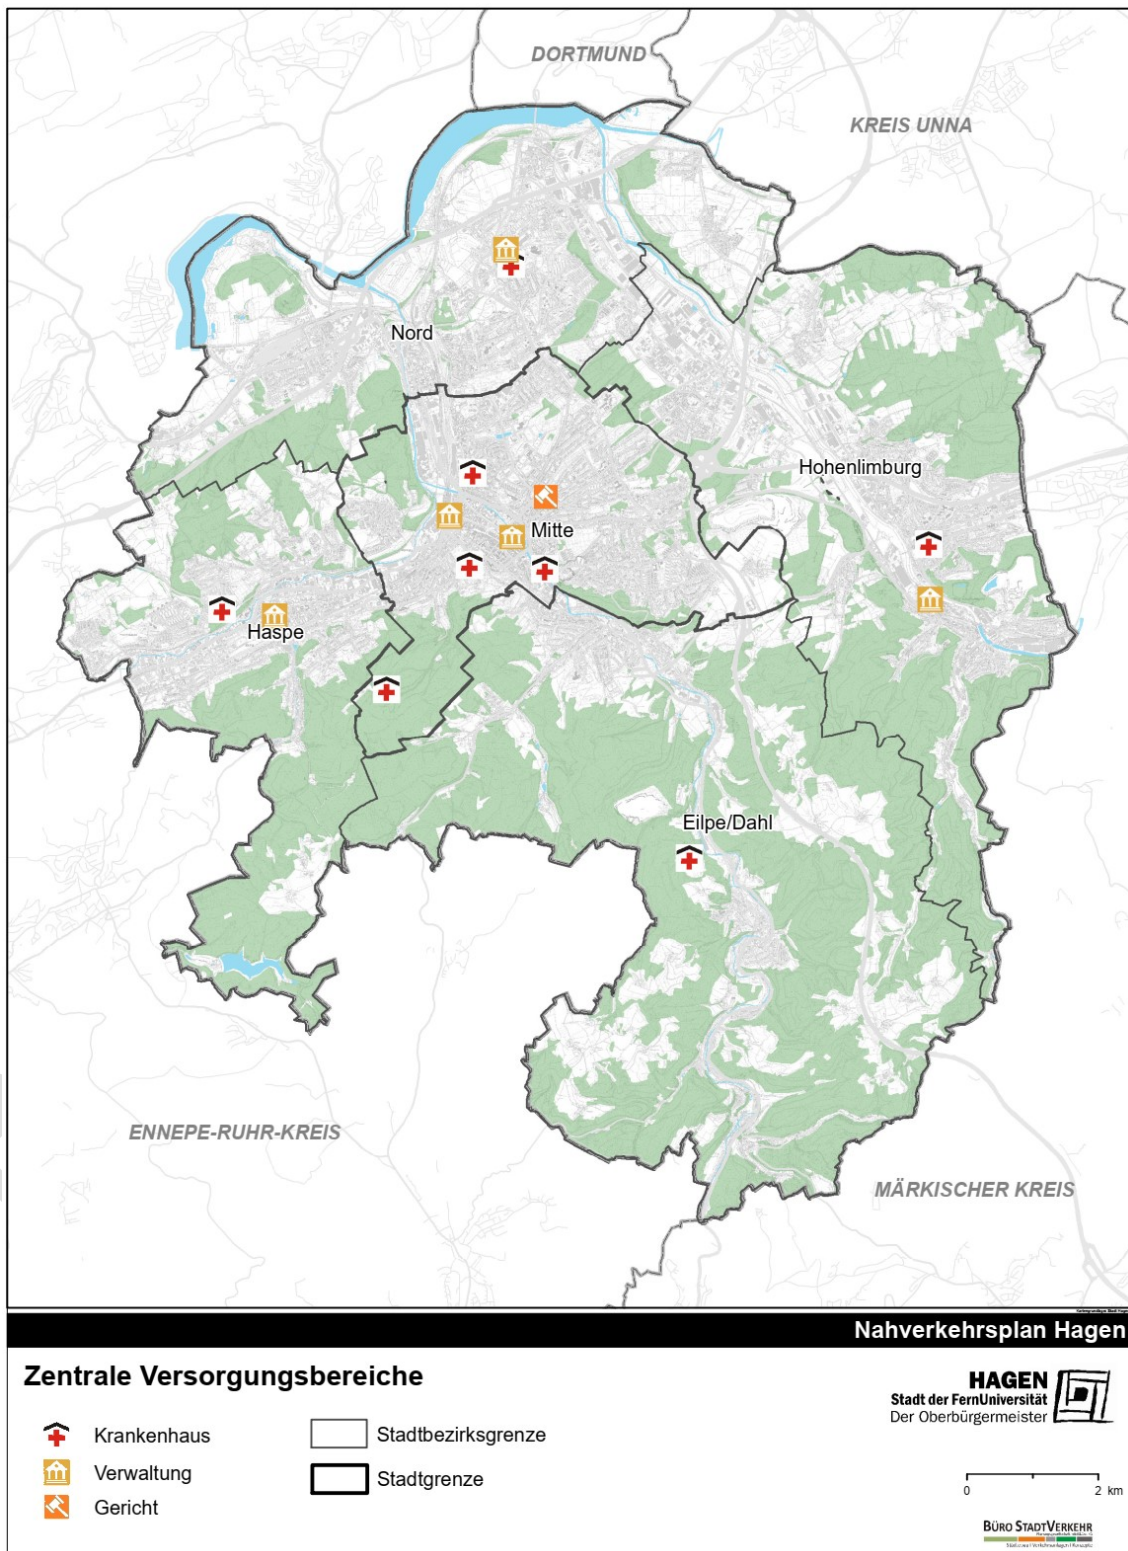 DORTMUND
KREIS UNNA
Nord
Hohenlimburg
Mitte
Haspe
Eilpe/Dahl
ENNEPE-RUHR-KREIS
MÄRKISCHER KREIS
Nahverkehrsplan Hagen
Zentrale Versorgungsbereiche
Krankenhaus
Verwaltung
Gericht
Stadtbezirksgrenze
Stadtgrenze
HAGEN
Stadt der FernUniversität
Der Oberbürgermeister
0 2 km
BÜRO STADTVERKEHR